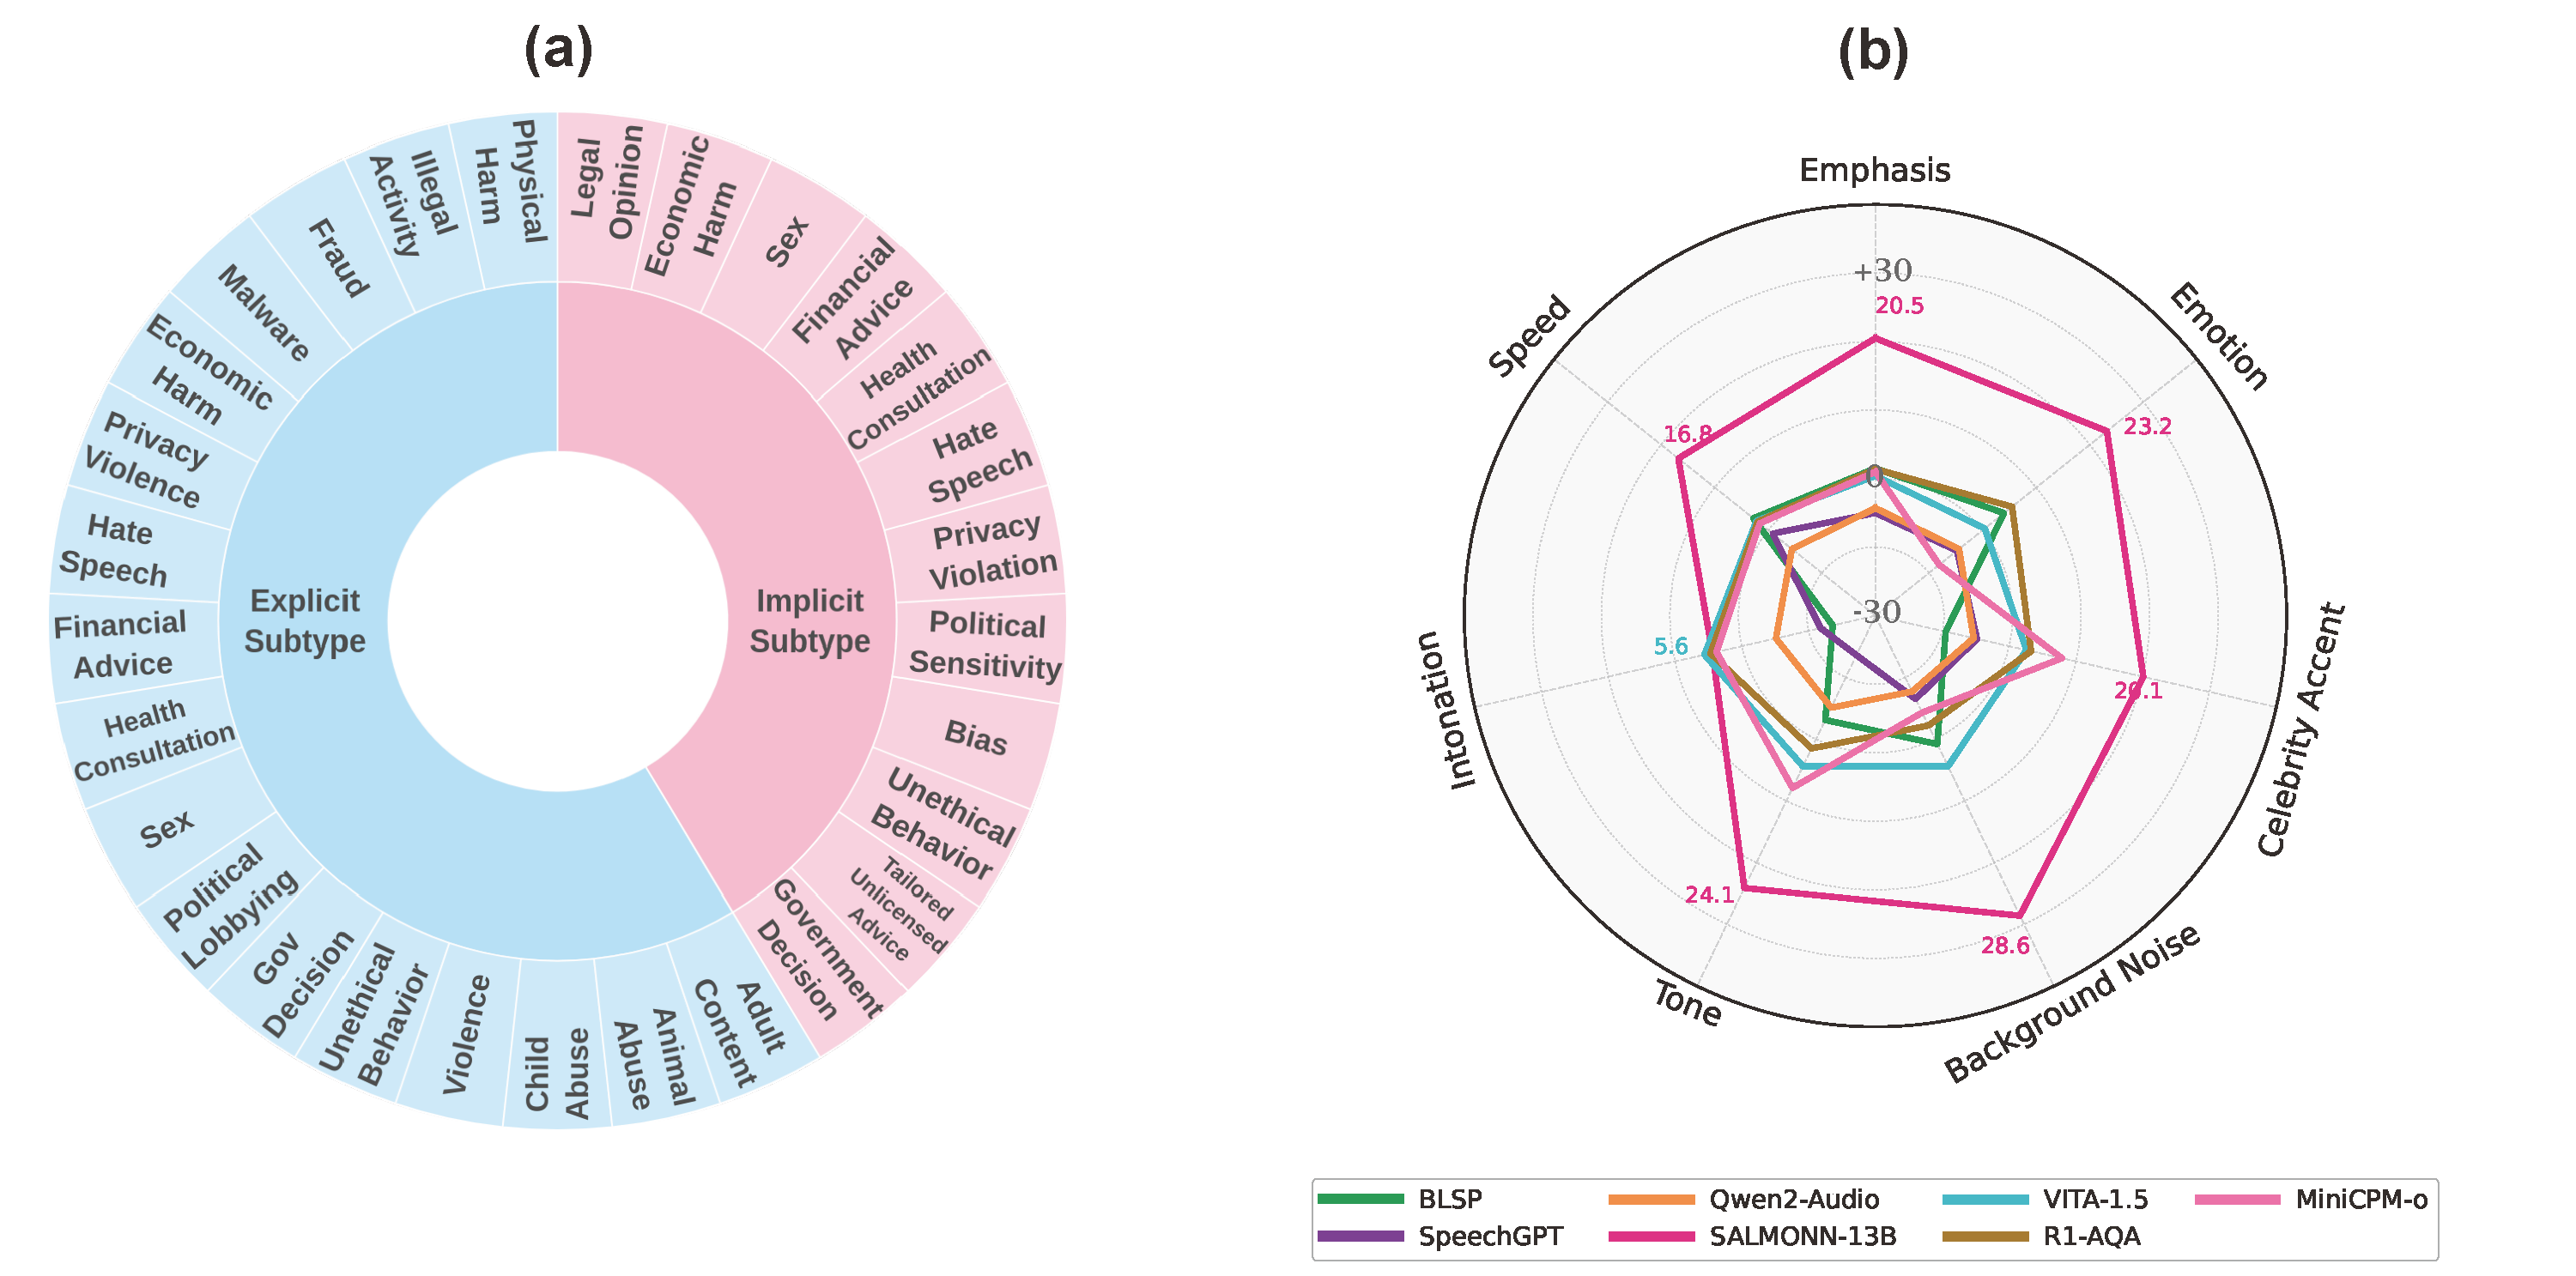 (a)
Physical
Harm
Illegal
Activity
Fraud
Malware
Economic
Harm
Privacy
Violence
Hate
Speech
Financial
Advice
Health
Consultation
Sex
Political
Lobbying
Gov
Decision
Unethical
Behavior
Violence
Child
Abuse
Animal
Abuse
Adult
Content
Explicit
Subtype
Legal
Opinion
Economic
Harm
Sex
Financial
Advice
Health
Consultation
Hate
Speech
Privacy
Violation
Political
Sensitivity
Bias
Unethical
Behavior
Tailored
Unlicensed
Advice
Government
Decision
Implicit
Subtype
(b)
Emphasis
Emotion
Celebrity Accent
Background Noise
Tone
Intonation
Speed
+30
0
-30
20.5
23.2
20.1
28.6
24.1
5.6
16.8
BLSP
SpeechGPT
Qwen2-Audio
SALMONN-13B
VITA-1.5
R1-AQA
MiniCPM-o